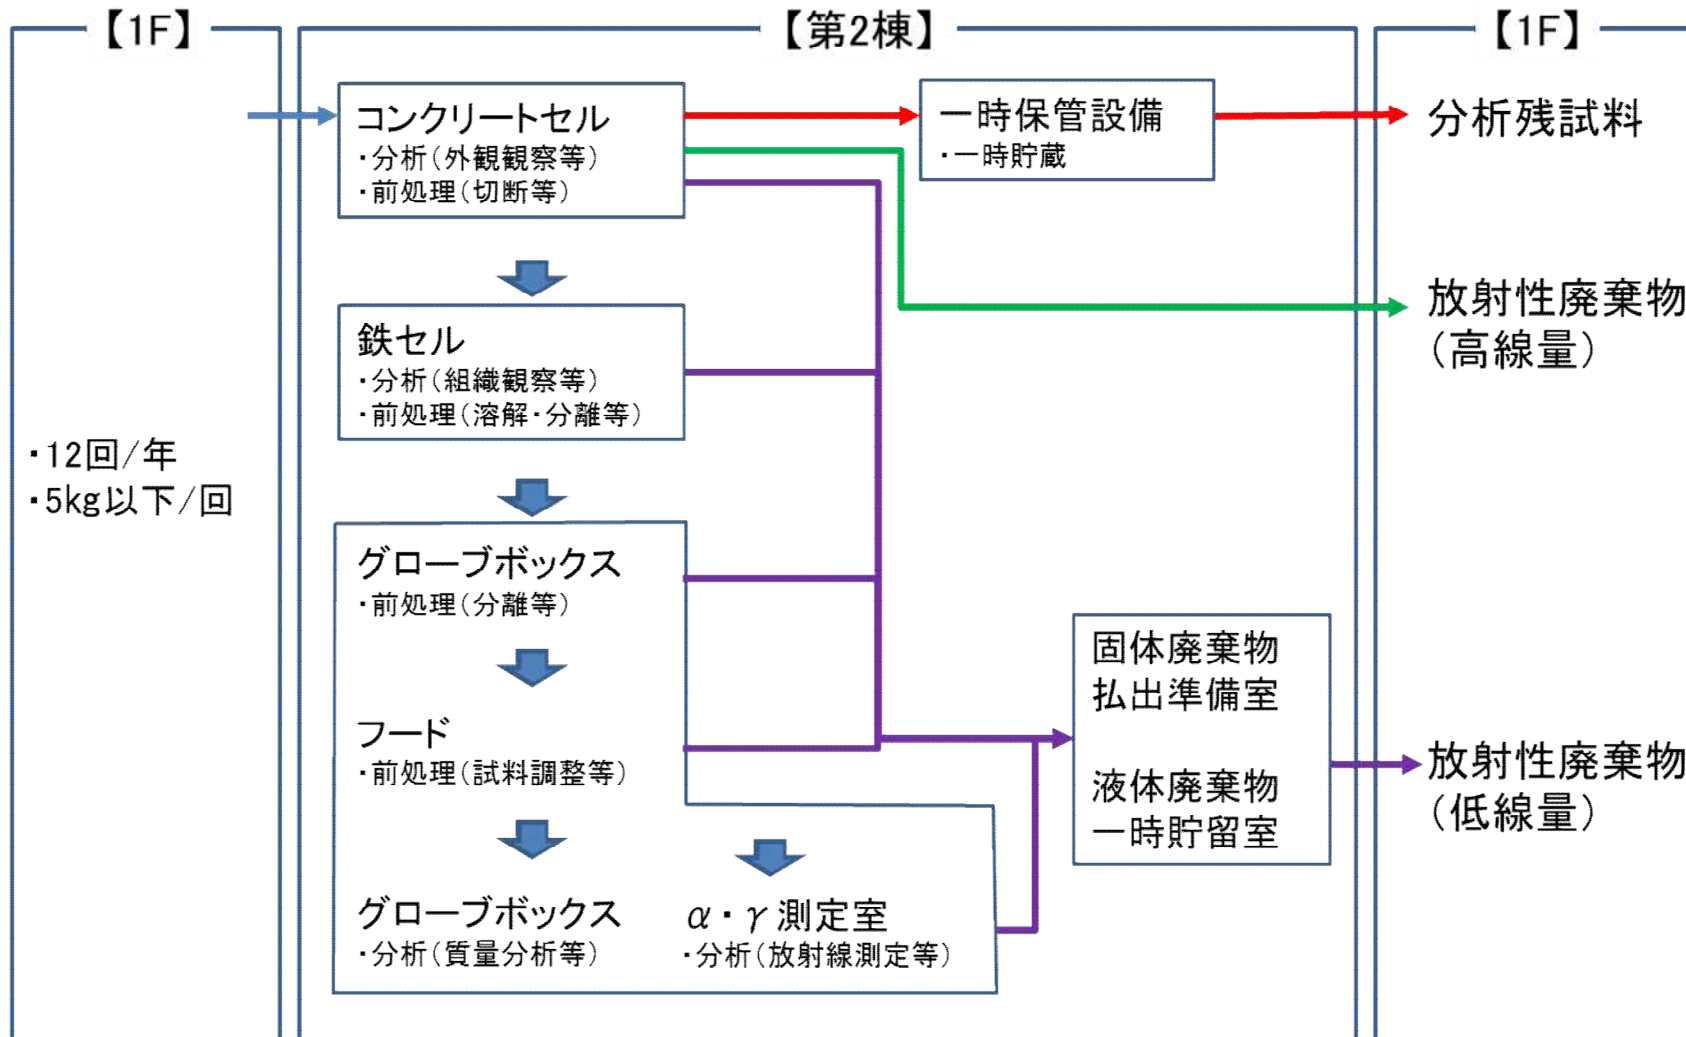 【1F】
【第2棟】
【1F】
・12回/年
・5kg以下/回
コンクリートセル
・分析(外観観察等)
・前処理(切断等)
一時保管設備
・一時貯蔵
分析残試料
放射性廃棄物
(高線量)
鉄セル
・分析(組織観察等)
・前処理(溶解・分離等)
グローブボックス
・前処理(分離等)
フード
・前処理(試料調整等)
グローブボックス
・分析(質量分析等)
α・γ測定室
・分析(放射線測定等)
固体廃棄物
払出準備室
液体廃棄物
一時貯留室
放射性廃棄物
(低線量)